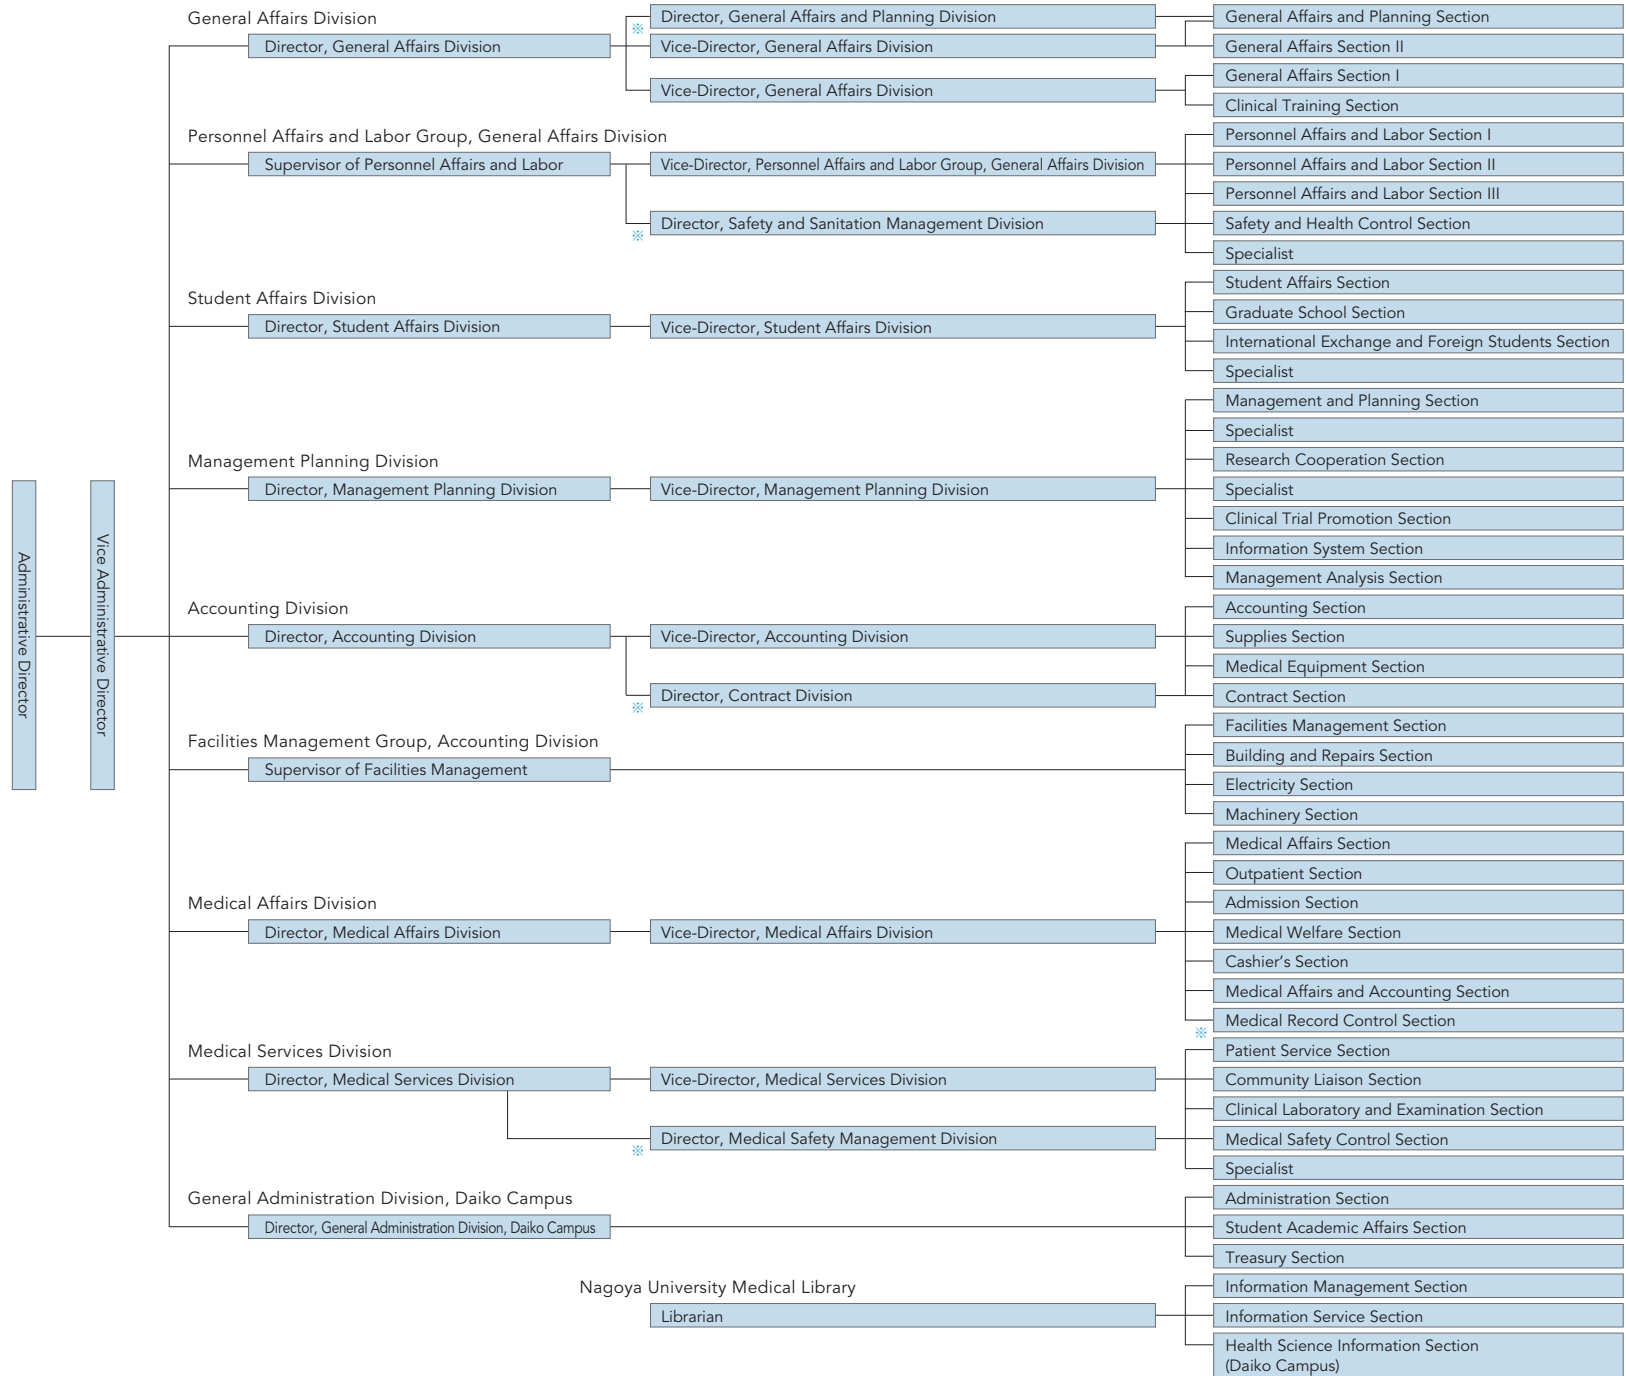 Administrative Director
Vice Administrative Director
General Affairs Division
Director, General Affairs Division
※
Director, General Affairs and Planning Division
Vice-Director, General Affairs Division
Vice-Director, General Affairs Division
General Affairs and Planning Section
General Affairs Section II
General Affairs Section I
Clinical Training Section
Personnel Affairs and Labor Group, General Affairs Division
Supervisor of Personnel Affairs and Labor
Vice-Director, Personnel Affairs and Labor Group, General Affairs Division
※
Director, Safety and Sanitation Management Division
Personnel Affairs and Labor Section I
Personnel Affairs and Labor Section II
Personnel Affairs and Labor Section III
Safety and Health Control Section
Specialist
Student Affairs Division
Director, Student Affairs Division
Vice-Director, Student Affairs Division
Student Affairs Section
Graduate School Section
International Exchange and Foreign Students Section
Specialist
Management Planning Division
Director, Management Planning Division
Vice-Director, Management Planning Division
Management and Planning Section
Specialist
Research Cooperation Section
Specialist
Clinical Trial Promotion Section
Information System Section
Management Analysis Section
Accounting Division
Director, Accounting Division
Vice-Director, Accounting Division
※
Director, Contract Division
Accounting Section
Supplies Section
Medical Equipment Section
Contract Section
Facilities Management Group, Accounting Division
Supervisor of Facilities Management
Facilities Management Section
Building and Repairs Section
Electricity Section
Machinery Section
Medical Affairs Division
Director, Medical Affairs Division
Vice-Director, Medical Affairs Division
Medical Affairs Section
Outpatient Section
Admission Section
Medical Welfare Section
Cashier's Section
Medical Affairs and Accounting Section
Medical Record Control Section
※
Medical Services Division
Director, Medical Services Division
Vice-Director, Medical Services Division
※
Director, Medical Safety Management Division
Patient Service Section
Community Liaison Section
Clinical Laboratory and Examination Section
Medical Safety Control Section
Specialist
General Administration Division, Daiko Campus
Director, General Administration Division, Daiko Campus
Administration Section
Student Academic Affairs Section
Treasury Section
Nagoya University Medical Library
Librarian
Information Management Section
Information Service Section
Health Science Information Section
(Daiko Campus)